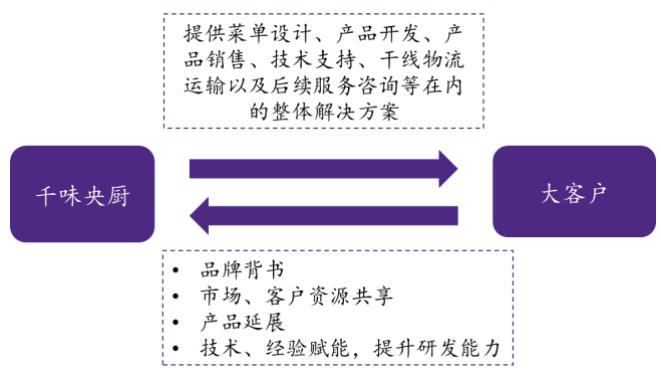 提供菜单设计、产品开发、产
品销售、技术支持、干线物流
运输以及后续服务咨询等在内
的整体解决方案
千味央厨
大客户
• 品牌背书
• 市场、客户资源共享
• 产品延展
• 技术、经验赋能，提升研发能力